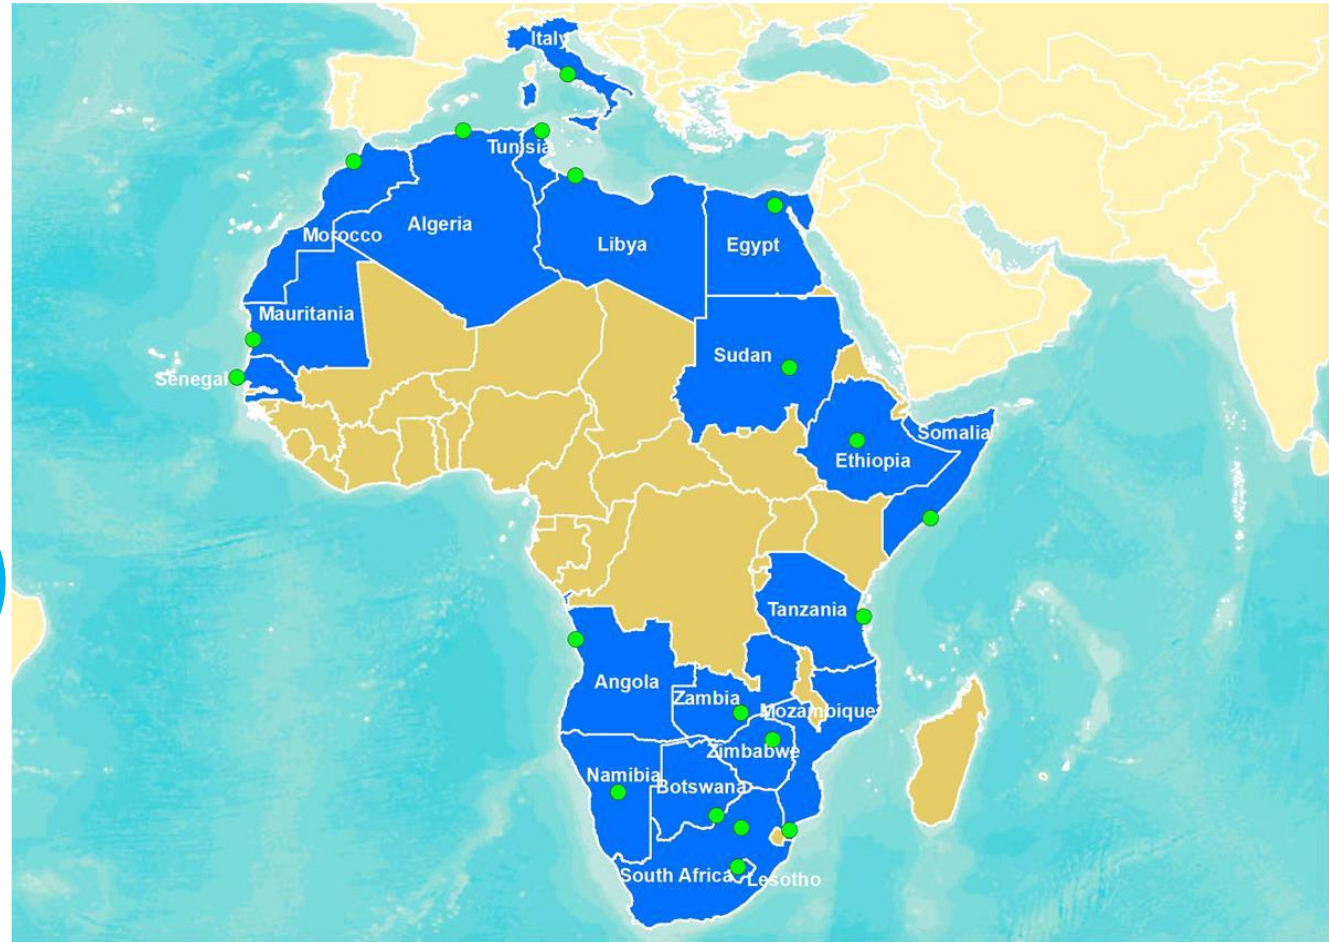 Italy
Tunisia
Algeria
Morocco
Libya
Egypt
Mauritania
Sudan
Senegal
Somalia
Ethiopia
Tanzania
Angola
Zambia
Mozambique
Zimbabwe
Namibia
Botswana
South Africa
Lesotho